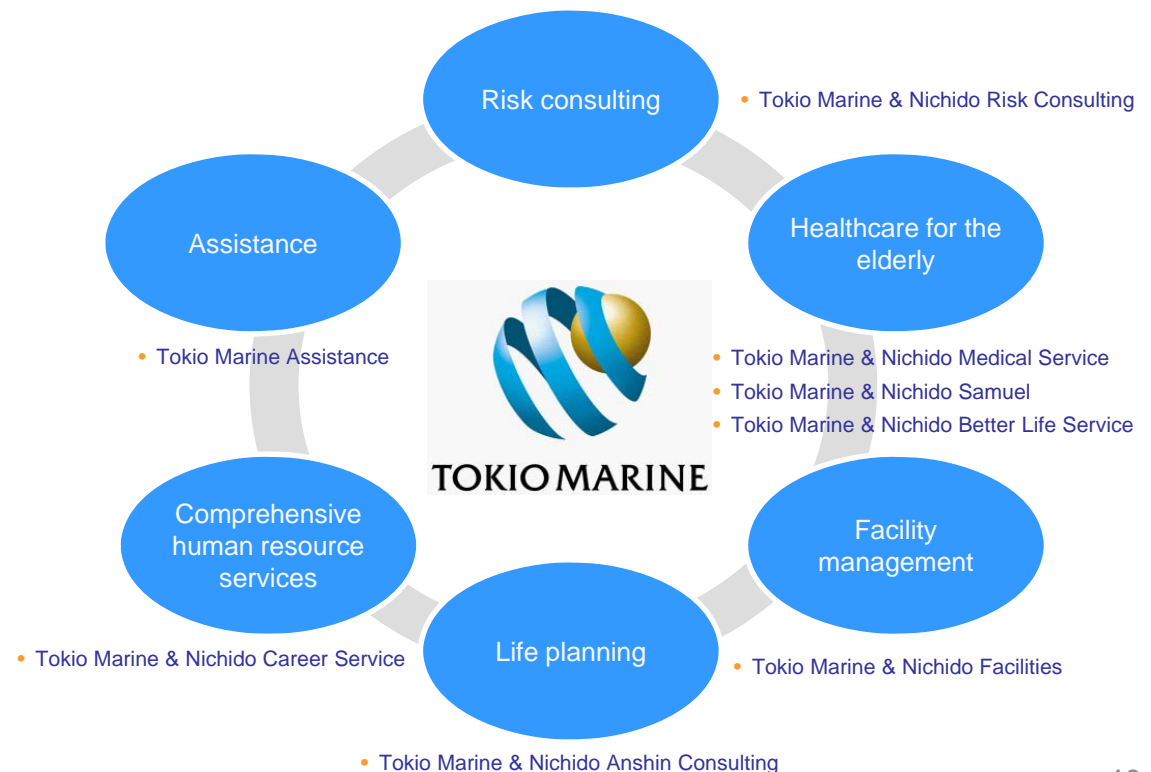 Risk consulting
• Tokio Marine & Nichido Risk Consulting
Healthcare for the
elderly
• Tokio Marine & Nichido Medical Service
• Tokio Marine & Nichido Samuel
• Tokio Marine & Nichido Better Life Service
Facility
management
• Tokio Marine & Nichido Facilities
Life planning
• Tokio Marine & Nichido Anshin Consulting
Comprehensive
human resource
services
• Tokio Marine & Nichido Career Service
Assistance
• Tokio Marine Assistance
TOKIO MARINE